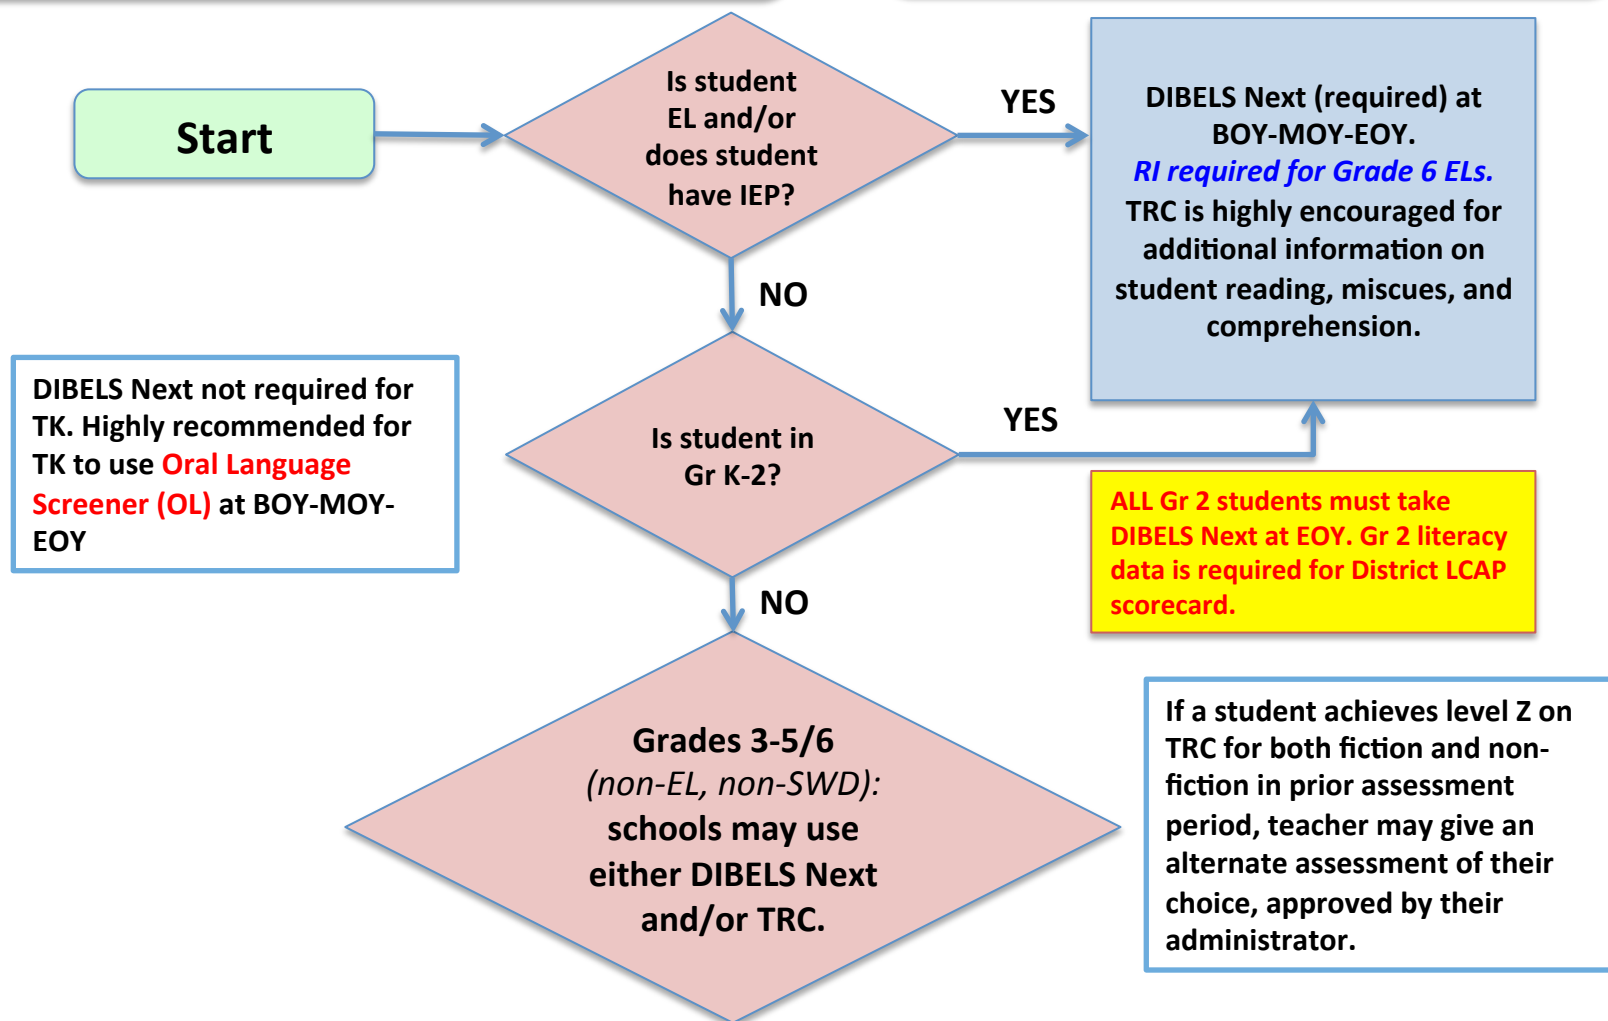 Start
Is student
EL and/or
does student
have IEP?
YES
DIBELS Next (required) at
BOY-MOY-EOY.
RI required for Grade 6 ELs.
TRC is highly encouraged for
additional information on
student reading, miscues, and
comprehension.
NO
DIBELS Next not required for
TK. Highly recommended for
TK to use Oral Language
Screener (OL) at BOY-MOY-
EOY
Is student in
Gr K-2?
YES
ALL Gr 2 students must take
DIBELS Next at EOY. Gr 2 literacy
data is required for District LCAP
scorecard.
NO
Grades 3-5/6
(non-EL, non-SWD):
schools may use
either DIBELS Next
and/or TRC.
If a student achieves level Z on
TRC for both fiction and non-
fiction in prior assessment
period, teacher may give an
alternate assessment of their
choice, approved by their
administrator.